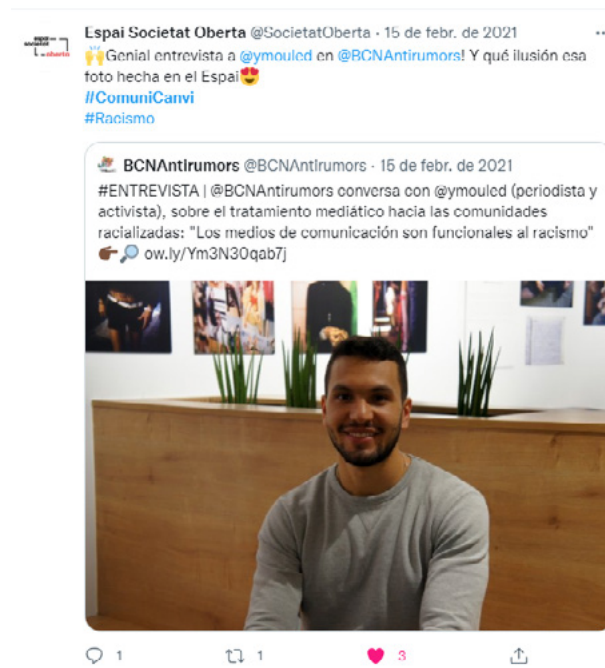 espai
societat
oberta
Espai Societat Oberta @SocietatOberta · 15 de febr. de 2021
🙌Genial entrevista a @ymouled en @BCNAntirumors! Y qué ilusión esa
foto hecha en el Espai😍
#ComuniCanvi
#Racismo
BCNAntirumors @BCNAntirumors · 15 de febr. de 2021
#ENTREVISTA | @BCNAntirumors conversa con @ymouled (periodista y
activista), sobre el tratamiento mediático hacia las comunidades
racializadas: "Los medios de comunicación son funcionales al racismo"
👉🏿🔎 ow.ly/Ym3N30qab7j
1 1 3